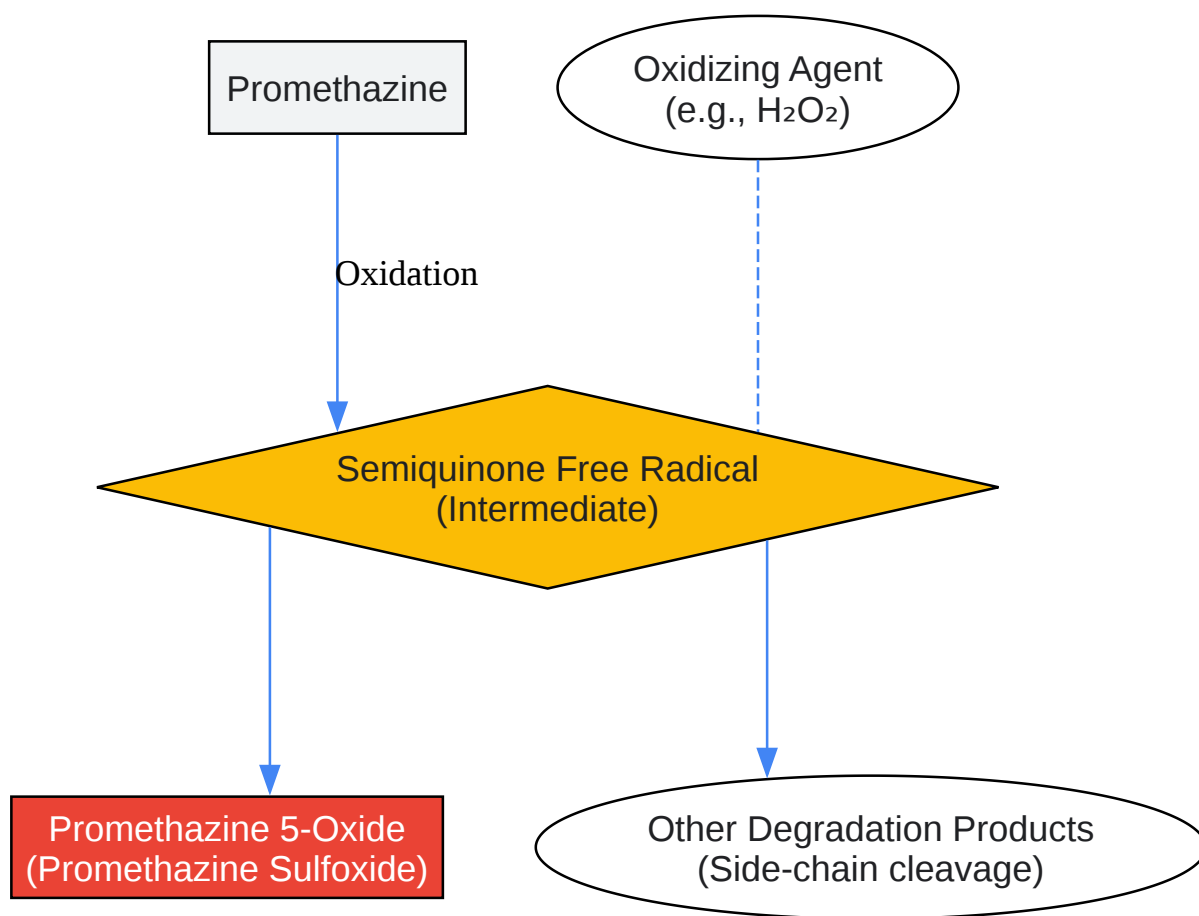 Promethazine
Oxidizing Agent
(e.g., H₂O₂)
Oxidation
Semiquinone Free Radical
(Intermediate)
Promethazine 5-Oxide
(Promethazine Sulfoxide)
Other Degradation Products
(Side-chain cleavage)